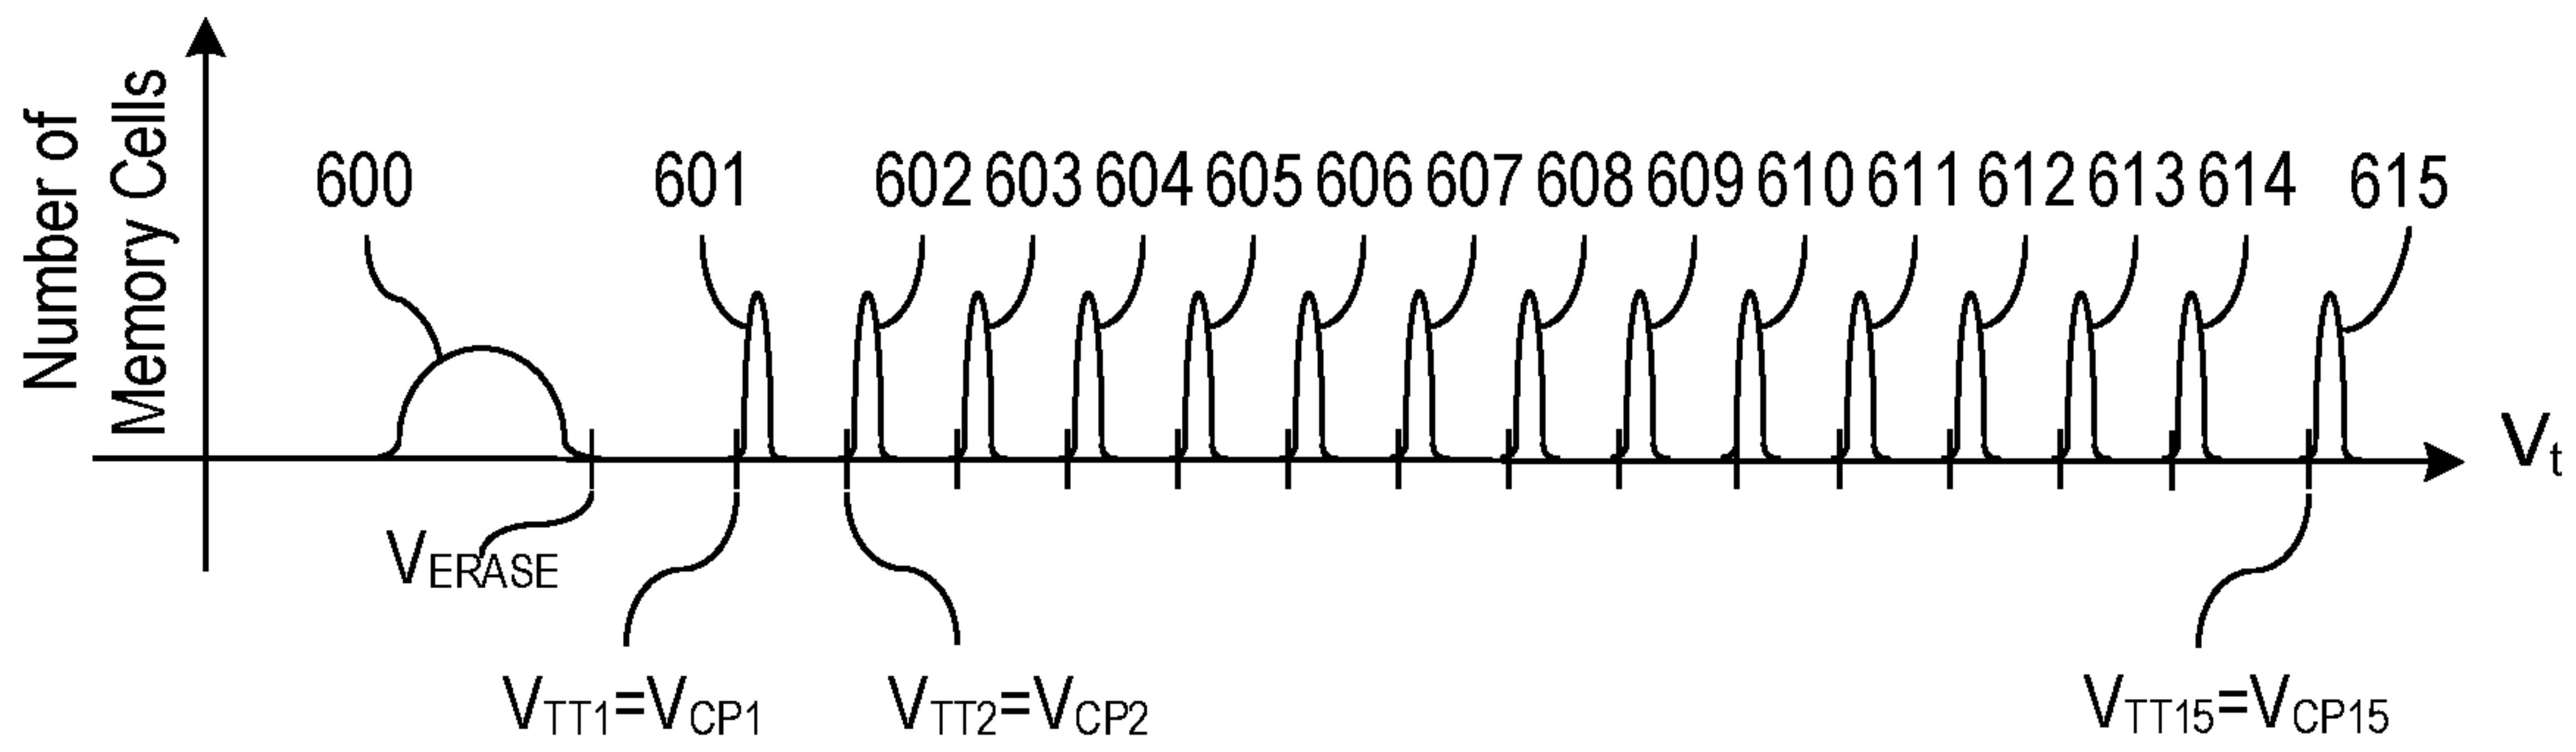 Number of
Memory Cells
600 601 602 603 604 605 606 607 608 609 610 611 612 613 614 615
Vt
VERASE
VTT1=VCP1 VTT2=VCP2 VTT15=VCP15